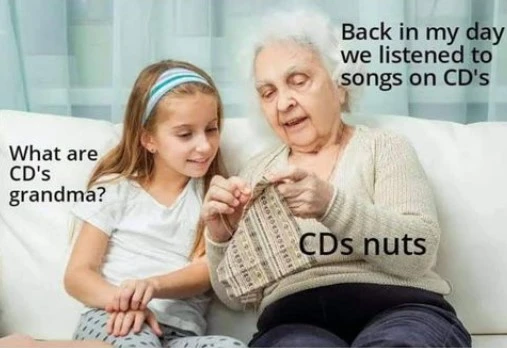 Back in my day
we listened to
songs on CD's
What are
CD's
grandma?
CDs nuts